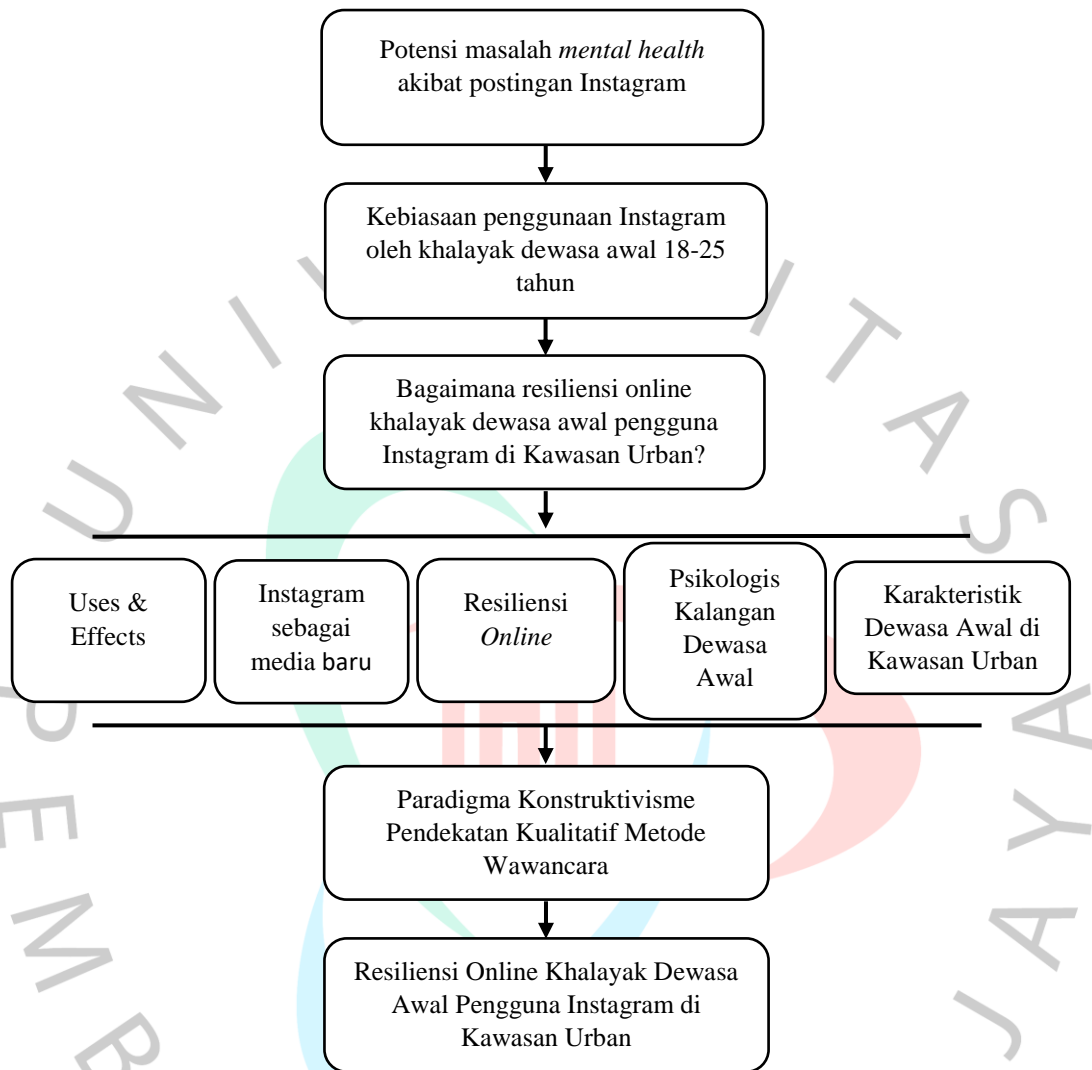 Potensi masalah mental health
akibat postingan Instagram
Kebiasaan penggunaan Instagram
oleh khalayak dewasa awal 18-25
tahun
Bagaimana resiliensi online
khalayak dewasa awal pengguna
Instagram di Kawasan Urban?
Uses &
Effects
Instagram
sebagai
media baru
Resiliensi
Online
Psikologis
Kalangan
Dewasa
Awal
Karakteristik
Dewasa Awal di
Kawasan Urban
Paradigma Konstruktivisme
Pendekatan Kualitatif Metode
Wawancara
Resiliensi Online Khalayak Dewasa
Awal Pengguna Instagram di
Kawasan Urban